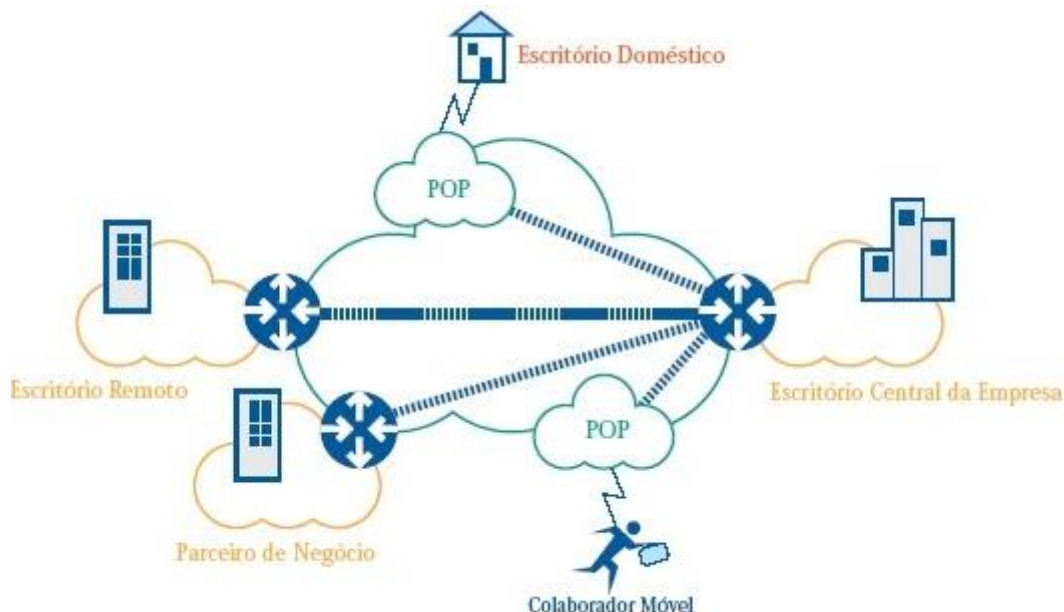 Escritório Doméstico
POP
Escritório Remoto
Escritório Central da Empresa
POP
Parceiro de Negócio
Colaborador Móvel